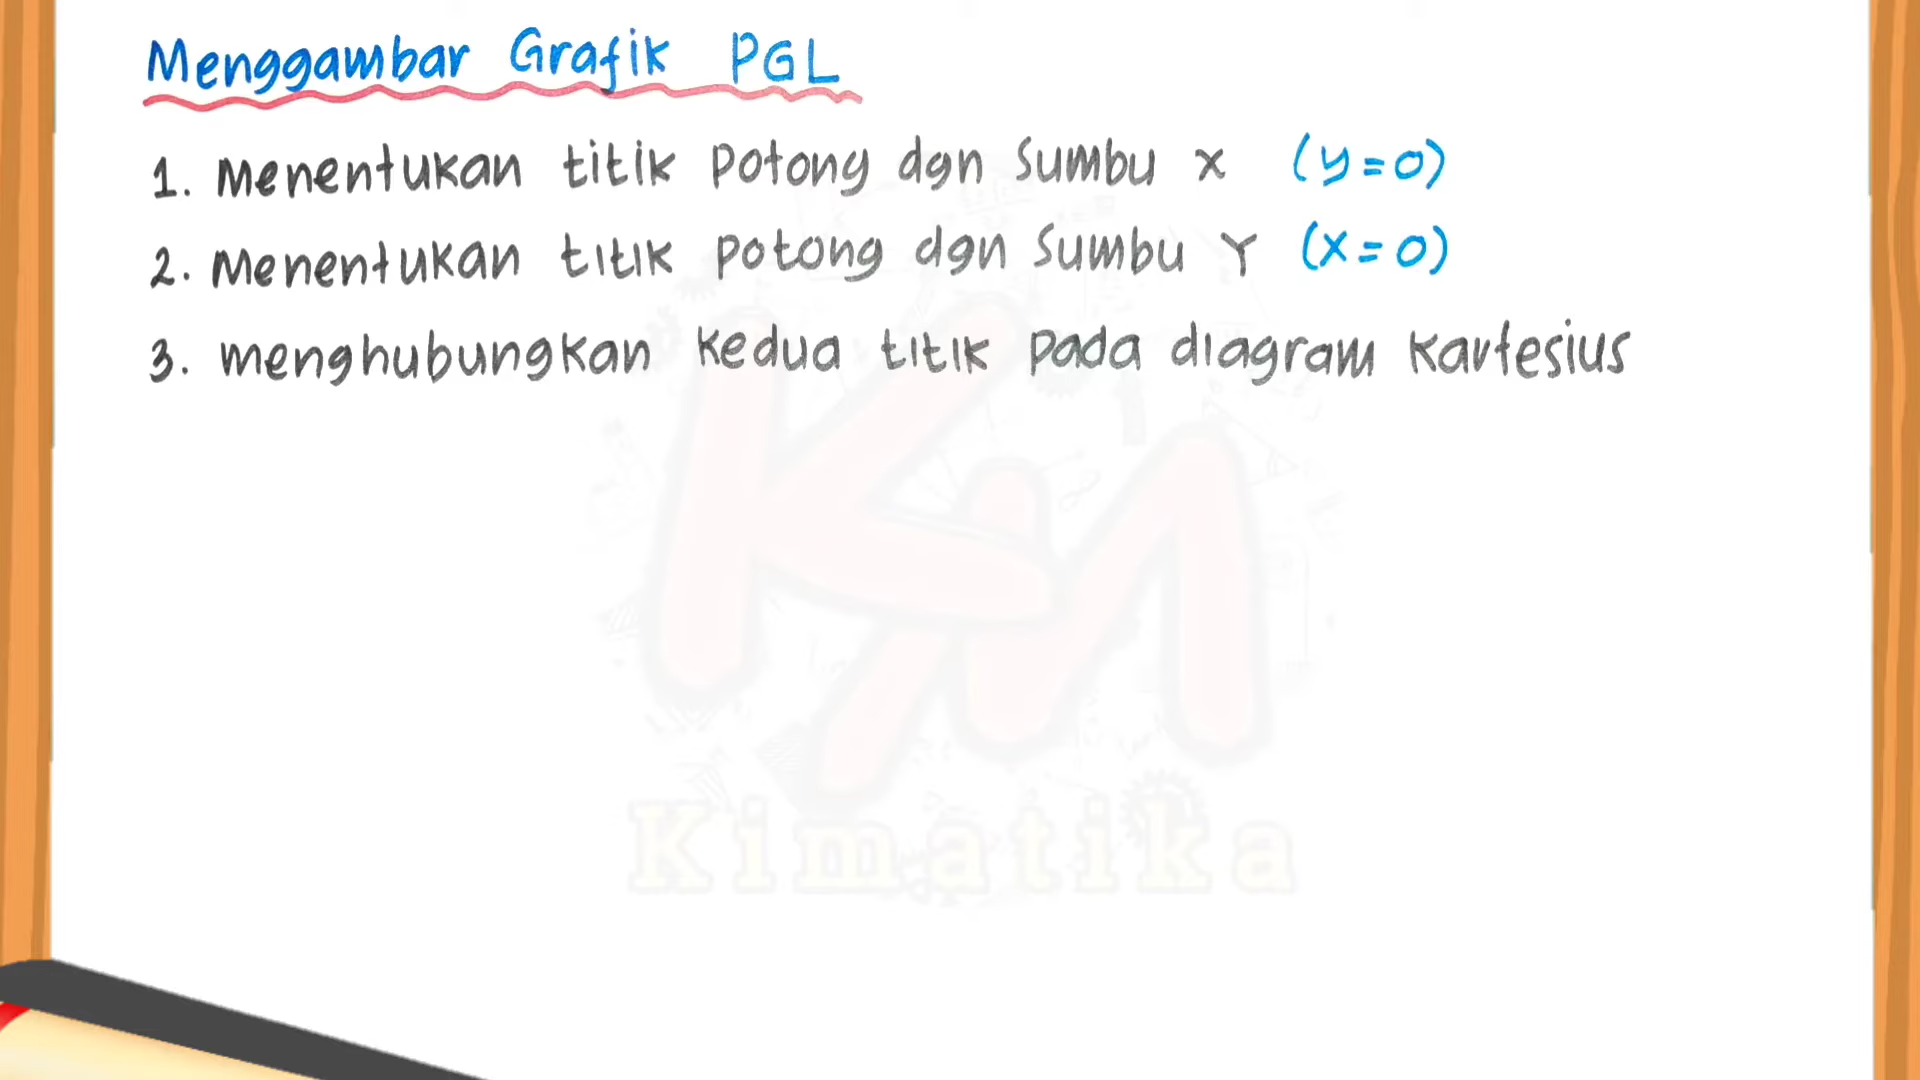 Menggambar Grafik PGL
1. Menentukan titik potong dgn sumbu x (y=0)
2. Menentukan titik potong dgn sumbu Y (x=0)
3. menghubungkan kedua titik pada diagram kartesius
KM
Kimatika